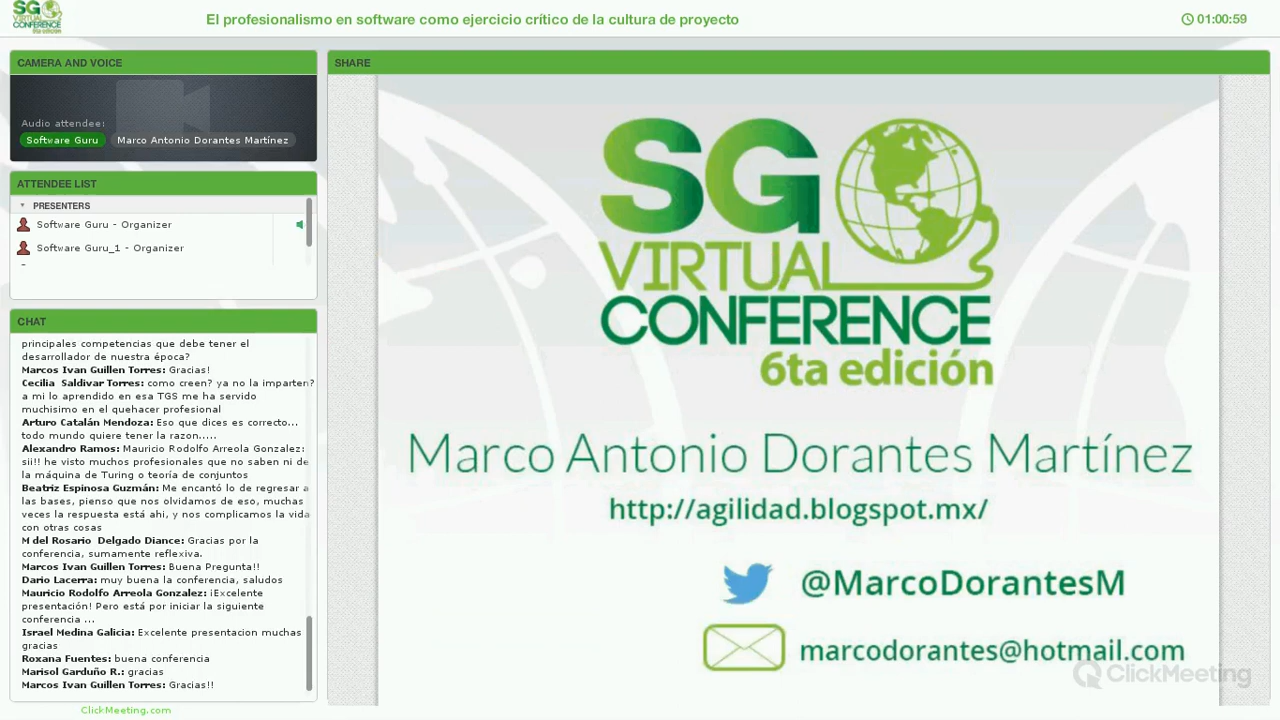 SG
VIRTUAL
CONFERENCE
6ta edición
El profesionalismo en software como ejercicio crítico de la cultura de proyecto
01:00:59
CAMERA AND VOICE
Audio attendee:
Software Guru
Marco Antonio Dorantes Martínez
ATTENDEE LIST
PRESENTERS
Software Guru - Organizer
Software Guru_1 - Organizer
CHAT
principales competencias que debe tener el
desarrollador de nuestra época?
Marcos Ivan Guillen Torres: Gracias!
Cecilia Saldivar Torres: como creen? ya no la imparten?
a mi lo aprendido en esa TGS me ha servido
muchisimo en el quehacer profesional
Arturo Catalán Mendoza: Eso que dices es correcto...
todo mundo quiere tener la razon.....
Alexandro Ramos: Mauricio Rodolfo Arreola Gonzalez:
sii!! he visto muchos profesionales que no saben ni de
la máquina de Turing o teoría de conjuntos
Beatriz Espinosa Guzmán: Me encantó lo de regresar a
las bases, pienso que nos olvidamos de eso, muchas
veces la respuesta está ahi, y nos complicamos la vida
con otras cosas
M del Rosario Delgado Diance: Gracias por la
conferencia, sumamente reflexiva.
Marcos Ivan Guillen Torres: Buena Pregunta!!
Dario Lacerra: muy buena la conferencia, saludos
Mauricio Rodolfo Arreola Gonzalez: ¡Excelente
presentación! Pero está por iniciar la siguiente
conferencia ...
Israel Medina Galicia: Excelente presentacion muchas
gracias
Roxana Fuentes: buena conferencia
Marisol Garduño R.: gracias
Marcos Ivan Guillen Torres: Gracias!!
ClickMeeting.com
SHARE
SG
VIRTUAL
CONFERENCE
6ta edición
Marco Antonio Dorantes Martínez
http://agilidad.blogspot.mx/
@MarcoDorantesM
marcodorantes@hotmail.com
ClickMeeting